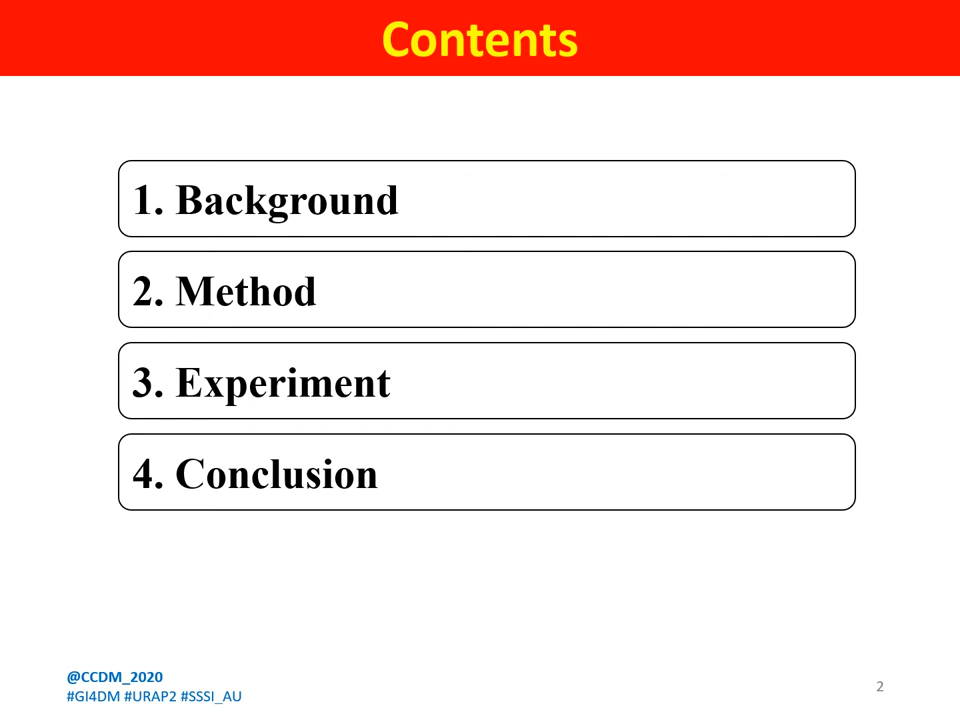 Contents
1. Background
2. Method
3. Experiment
4. Conclusion
@CCDM_2020
#GI4DM #URAP2 #SSSI_AU
2